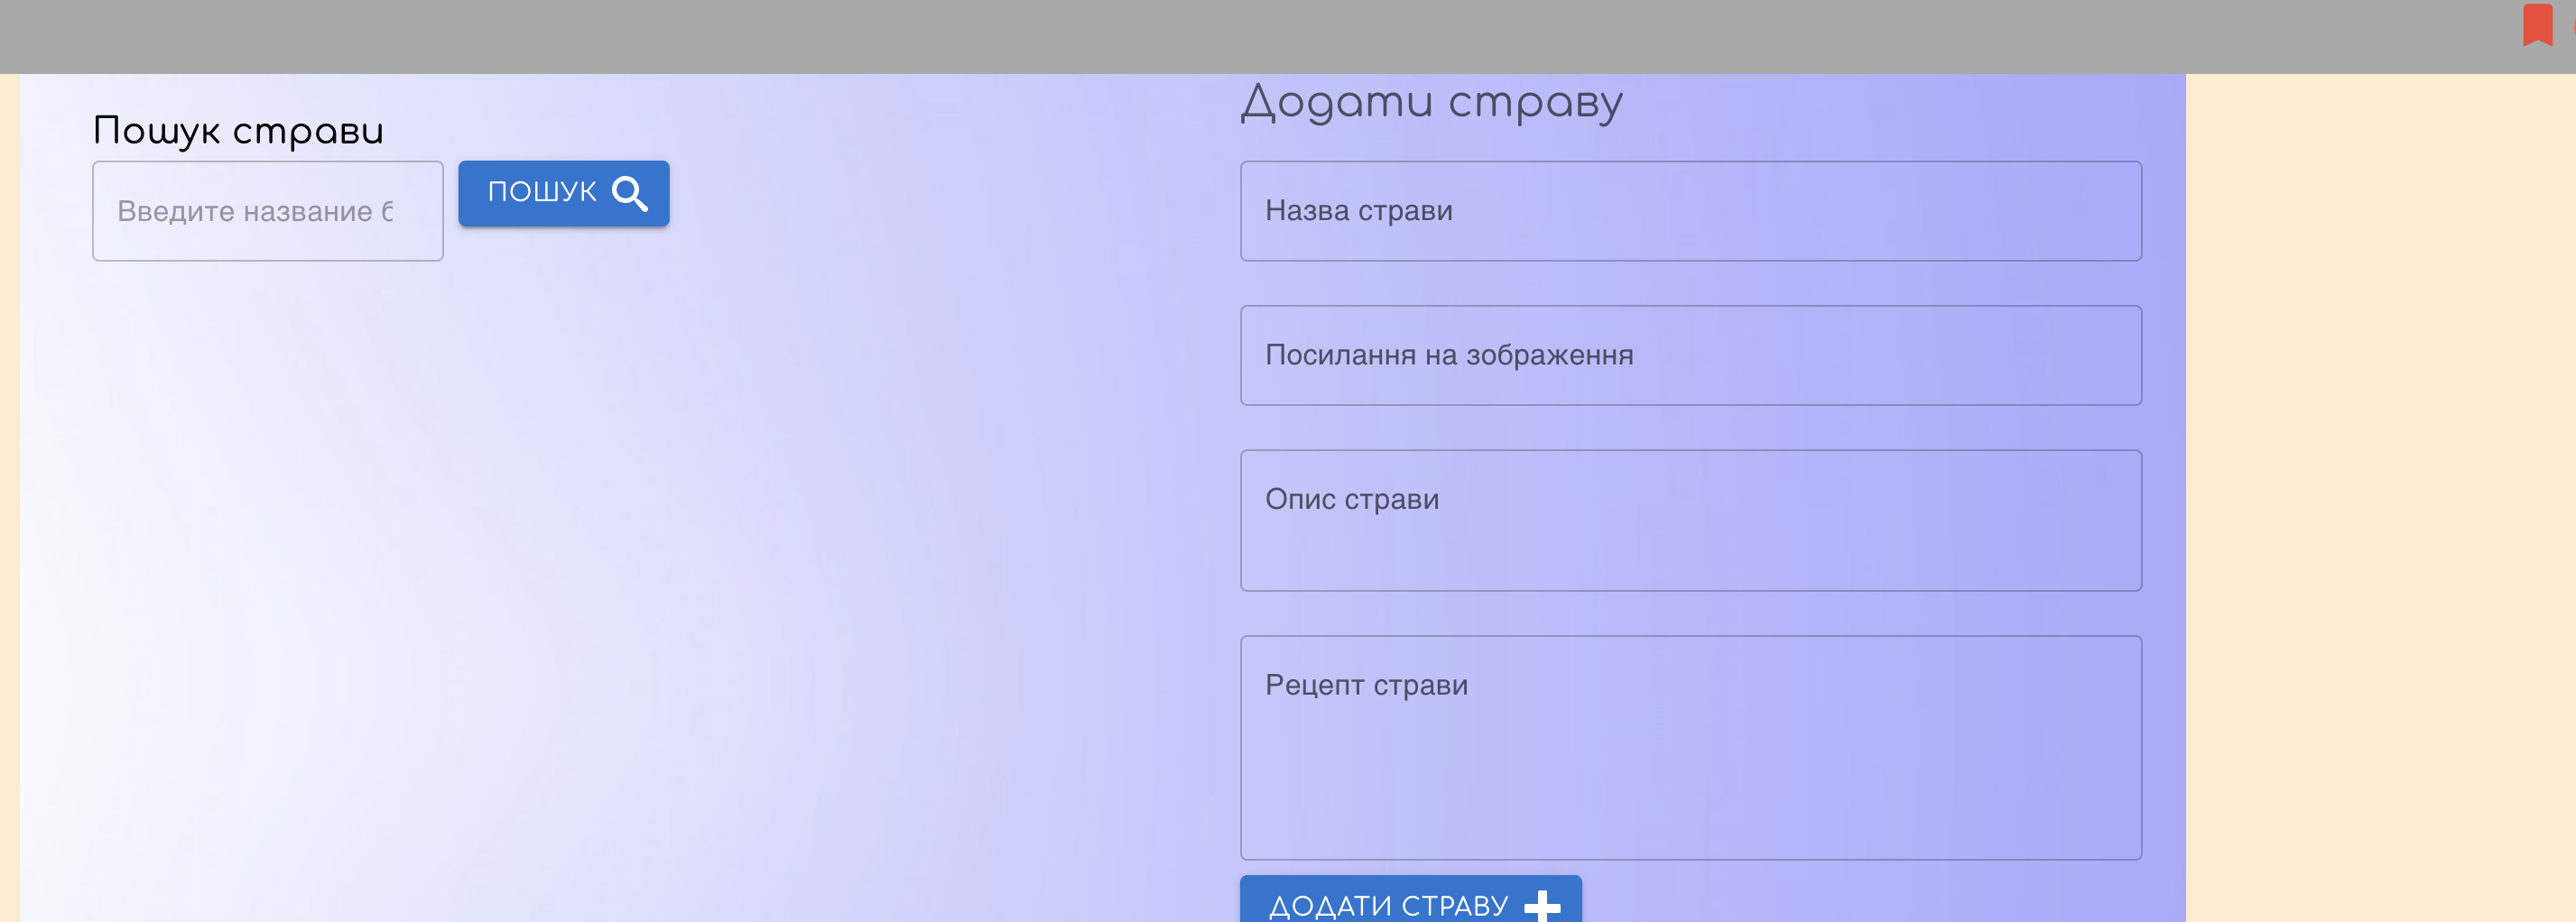 Пошук страви
Введите название
ПОШУК
Додати страву
Назва страви
Посилання на зображення
Опис страви
Рецепт страви
ДОДАТИ СТРАВУ